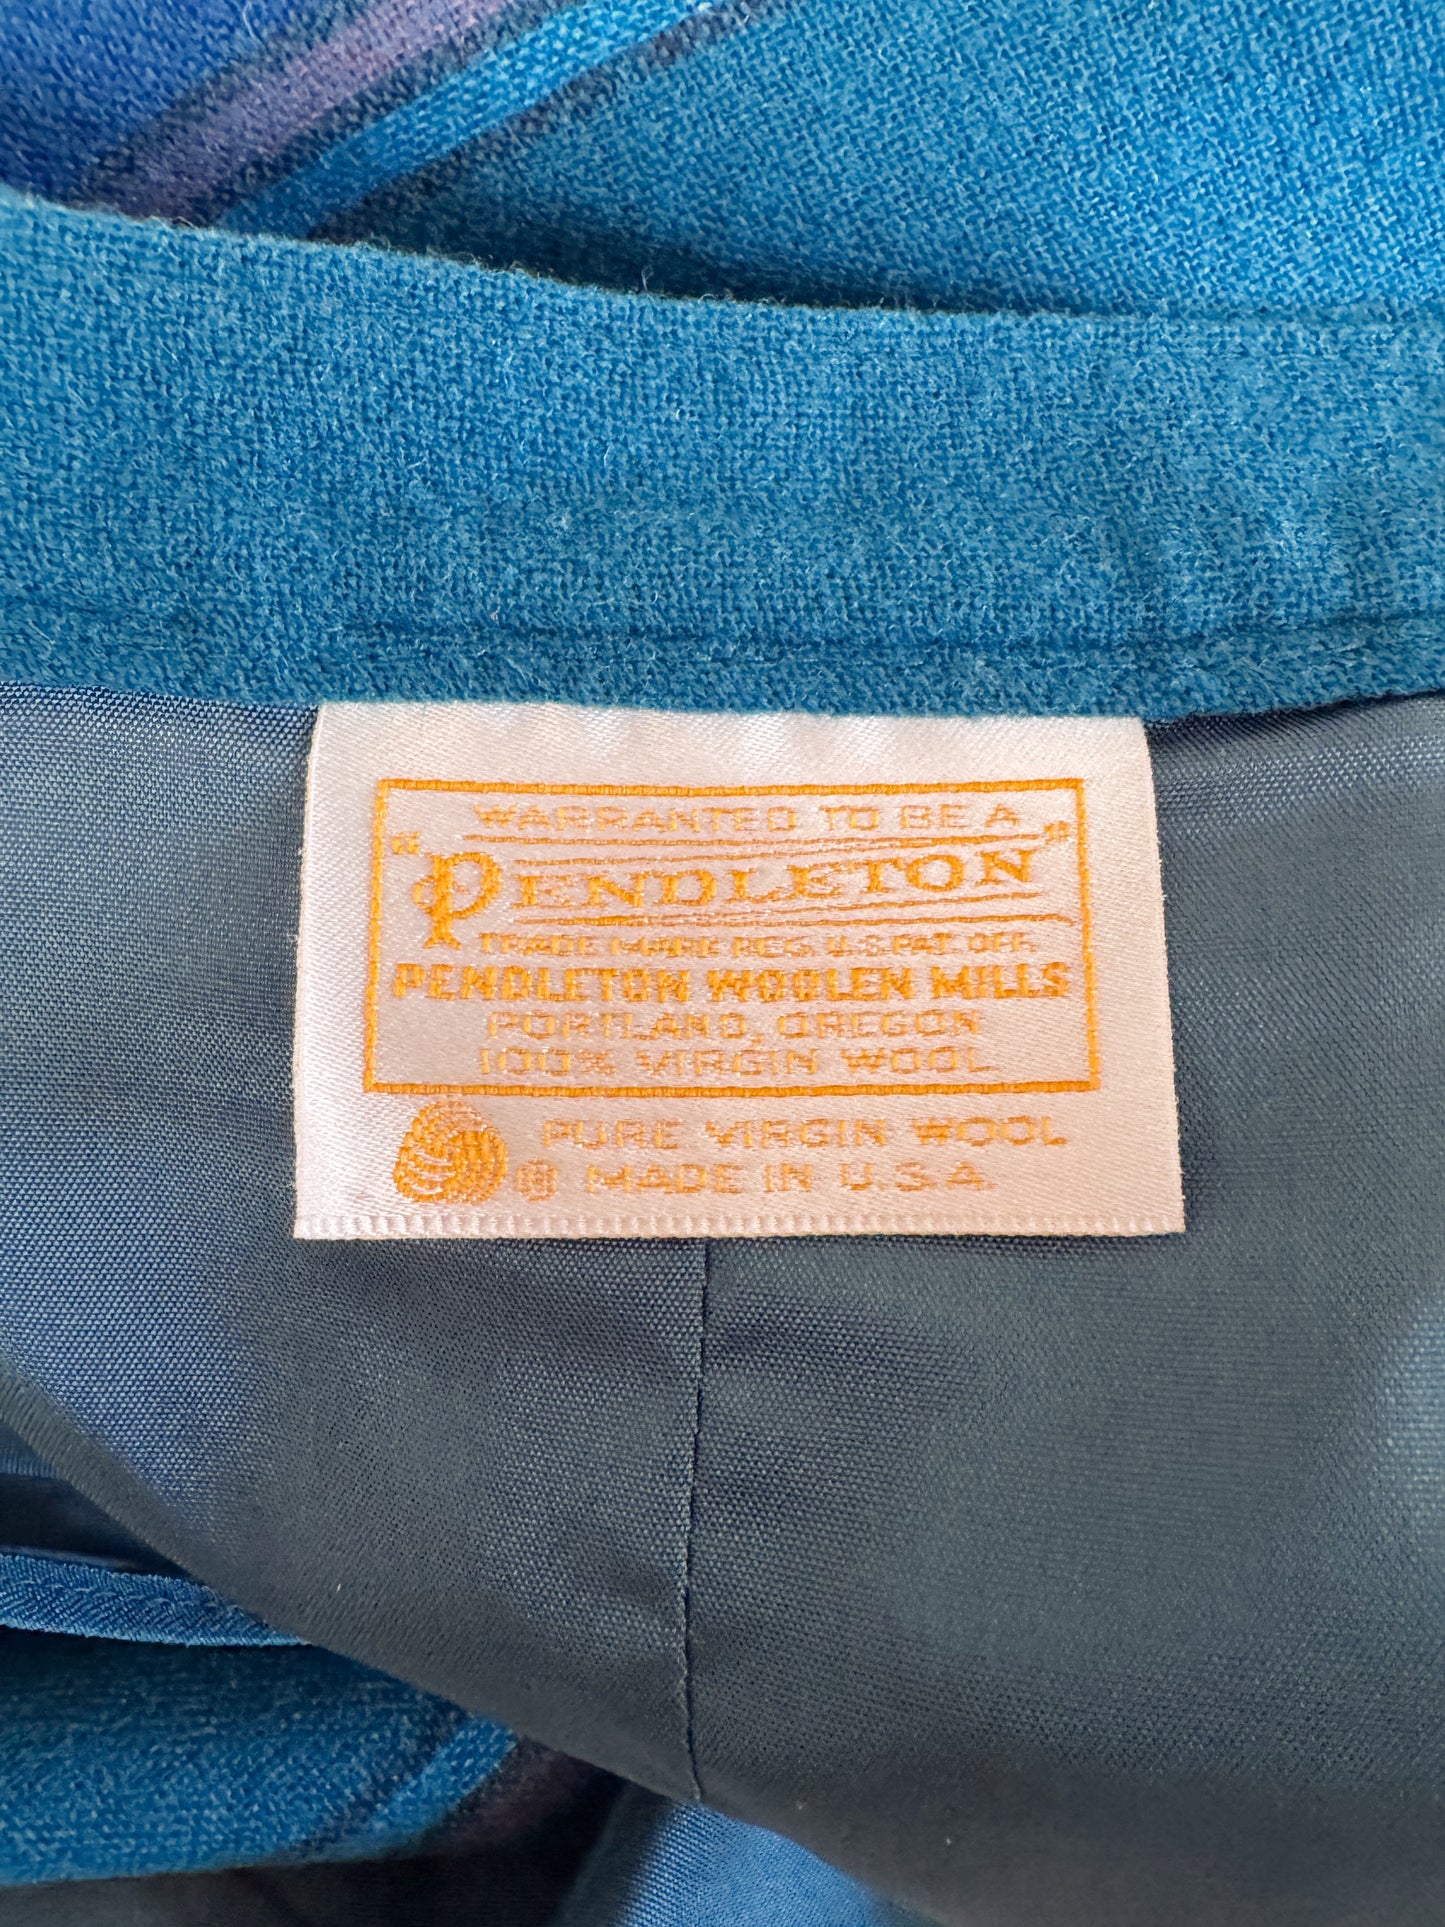 WARRANTED TO BE A
"PENDLETON"
TRADE MARK REG. U.S. PAT. OFF.
PENDLETON WOOLEN MILLS
PORTLAND, OREGON
100% VIRGIN WOOL
PURE VIRGIN WOOL
® MADE IN U.S.A.